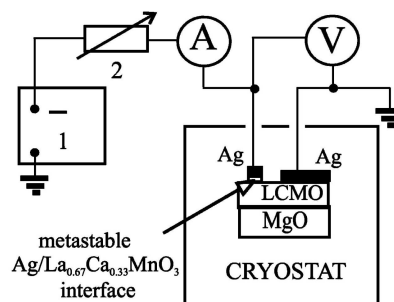 A
V
2
–
1
Ag
Ag
LCMO
MgO
metastable
Ag/La₀.₆₇Ca₀.₃₃MnO₃
interface
CRYOSTAT